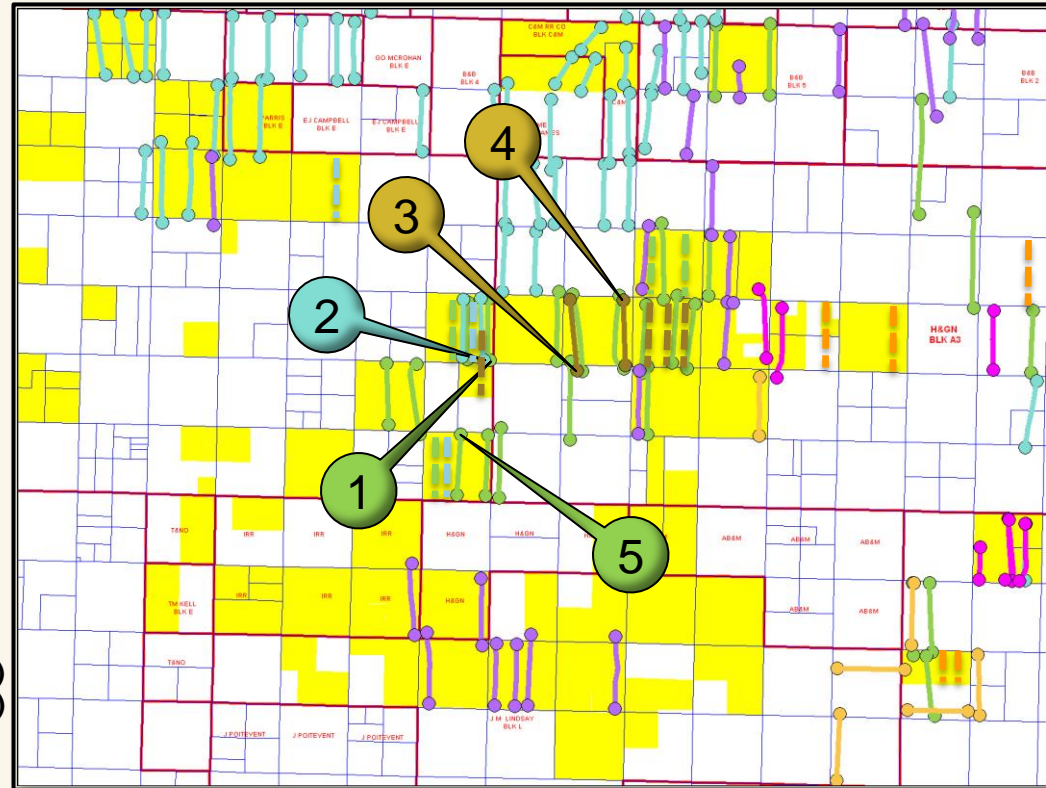 C&M RR CO
BLK C&M
GO MCROHAN
BLK E
B&B
BLK 4
B&B
BLK 5
B&B
BLK 2
C&M
EJ CAMPBELL
BLK E
EJ CAMPBELL
BLK E
BLK E
4
3
2
H&GN
BLK A3
1
5
T&NO
IRR
IRR
IRR
H&GN
H&GN
AB&M
AB&M
AB&M
TM KELL
BLK E
IRR
IRR
H&GN
AB&M
AB&M
T&NO
J POITEVENT
J POITEVENT
J POITEVENT
J M LINDSAY
BLK L